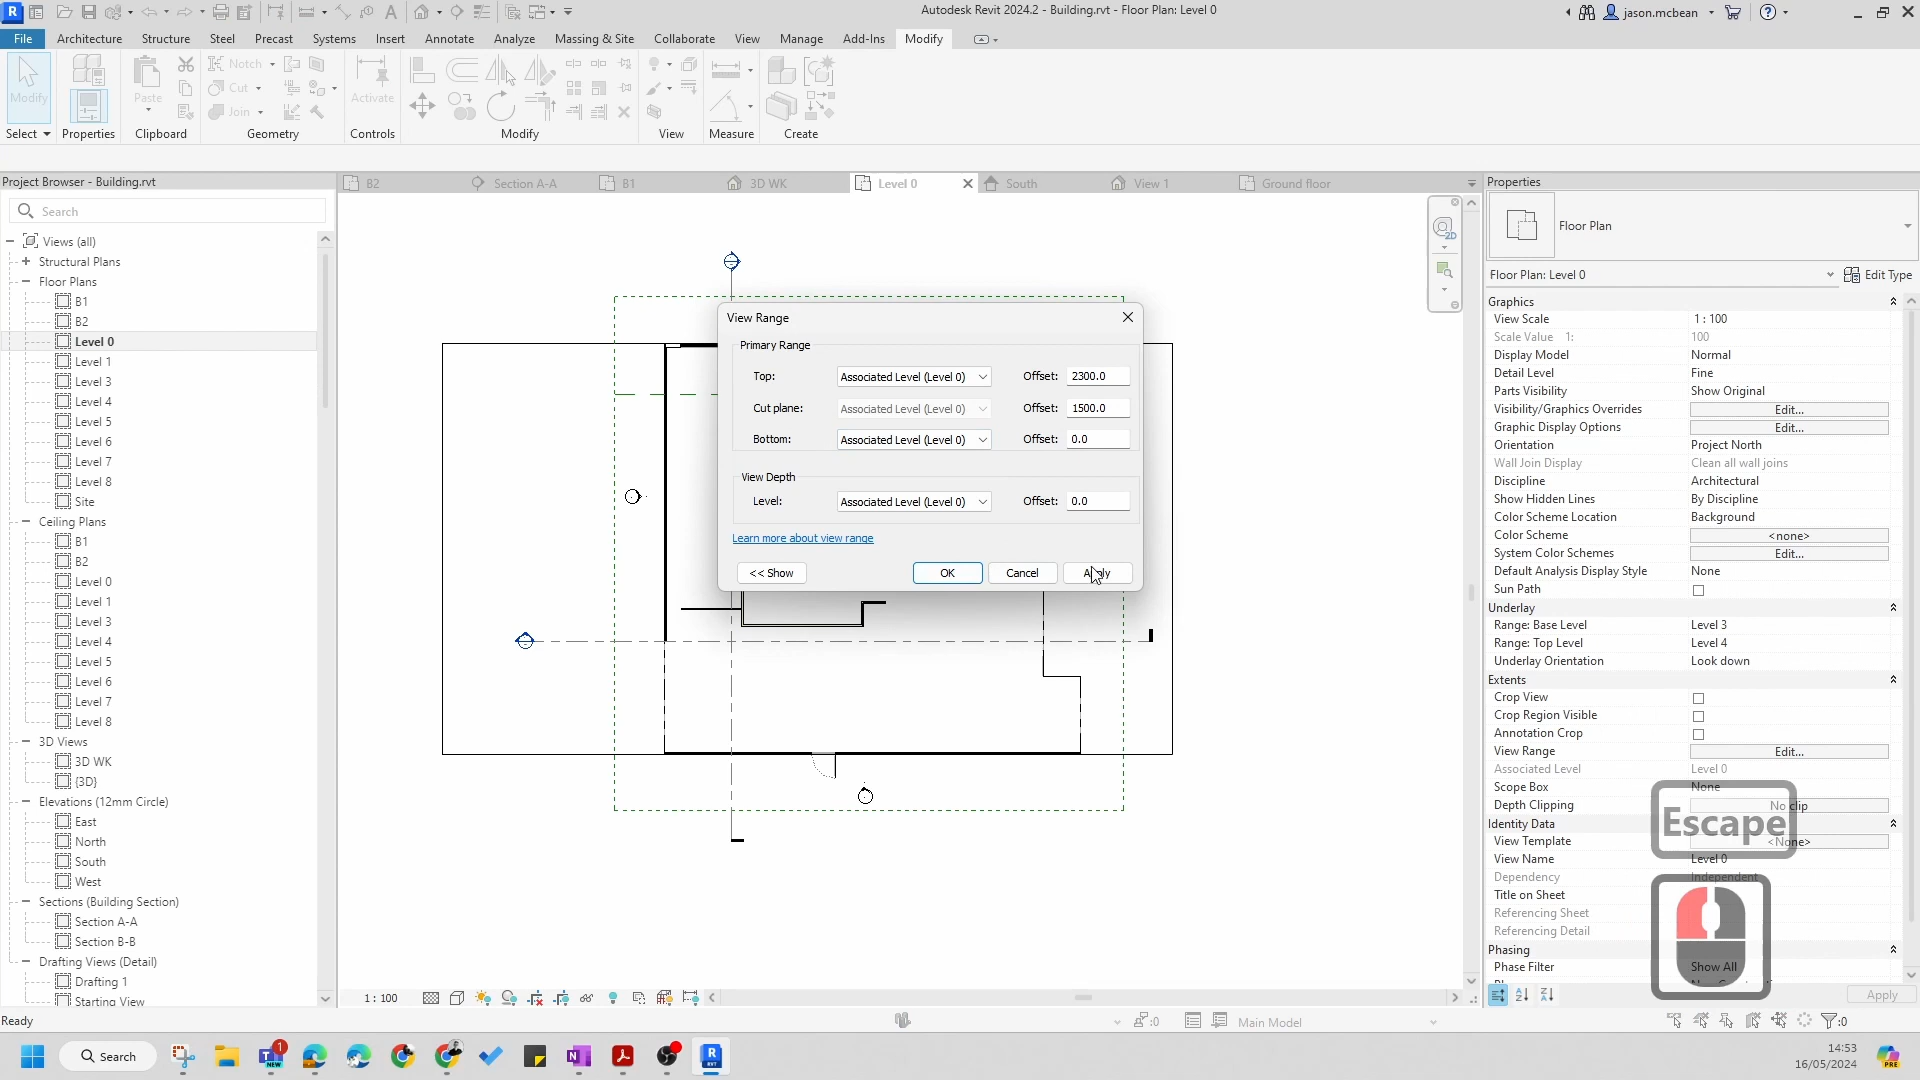 Autodesk Revit 2024.2 - Building.rvt - Floor Plan: Level 0
jason.mcbean
File Architecture Structure Steel Precast Systems Insert Annotate Analyze Massing & Site Collaborate View Manage Add-Ins Modify
Modify
Paste
Notch
Cut
Join
Activate
Select Properties Clipboard Geometry Controls Modify View Measure Create
Project Browser - Building.rvt
Search
Views (all)
Structural Plans
Floor Plans
B1
B2
Level 0
Level 1
Level 3
Level 4
Level 5
Level 6
Level 7
Level 8
Site
Ceiling Plans
B1
B2
Level 0
Level 1
Level 3
Level 4
Level 5
Level 6
Level 7
Level 8
3D Views
3D WK
{3D}
Elevations (12mm Circle)
East
North
South
West
Sections (Building Section)
Section A-A
Section B-B
Drafting Views (Detail)
Drafting 1
Starting View
B2 Section A-A B1 3D WK Level 0 South View 1 Ground floor
2D
View Range
Primary Range
Top: Associated Level (Level 0) Offset: 2300.0
Cut plane: Associated Level (Level 0) Offset: 1500.0
Bottom: Associated Level (Level 0) Offset: 0.0
View Depth
Level: Associated Level (Level 0) Offset: 0.0
Learn more about view range
<< Show OK Cancel Apply
1 : 100
Properties
Floor Plan
Floor Plan: Level 0 Edit Type
Graphics
View Scale 1 : 100
Scale Value 1: 100
Display Model Normal
Detail Level Fine
Parts Visibility Show Original
Visibility/Graphics Overrides Edit...
Graphic Display Options Edit...
Orientation Project North
Wall Join Display Clean all wall joins
Discipline Architectural
Show Hidden Lines By Discipline
Color Scheme Location Background
Color Scheme <none>
System Color Schemes Edit...
Default Analysis Display Style None
Sun Path
Underlay
Range: Base Level Level 3
Range: Top Level Level 4
Underlay Orientation Look down
Extents
Crop View
Crop Region Visible
Annotation Crop
View Range Edit...
Associated Level Level 0
Scope Box None
Depth Clipping No clip
Identity Data
View Template <None>
View Name Level 0
Dependency Independent
Title on Sheet
Referencing Sheet
Referencing Detail
Phasing
Phase Filter Show All
Escape
Apply
Ready
:0
Main Model
:0
Search
1
NEW
R
RVT
14:53
16/05/2024
PRE